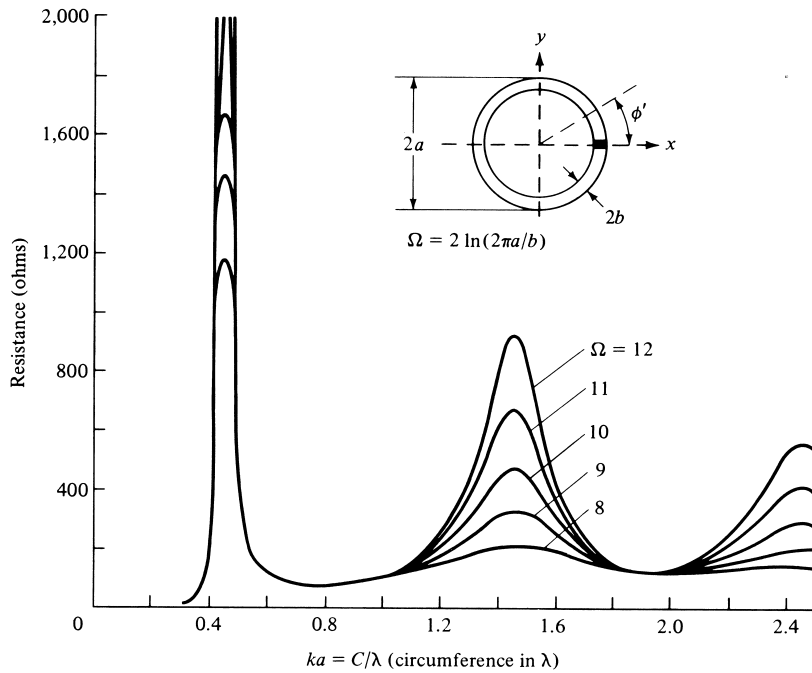 2,000
1,600
1,200
800
400
0
Resistance (ohms)
0.4
0.8
1.2
1.6
2.0
2.4
ka = C/λ (circumference in λ)
y
x
ϕ′
2a
2b
Ω = 2 ln(2πa/b)
Ω = 12
11
10
9
8